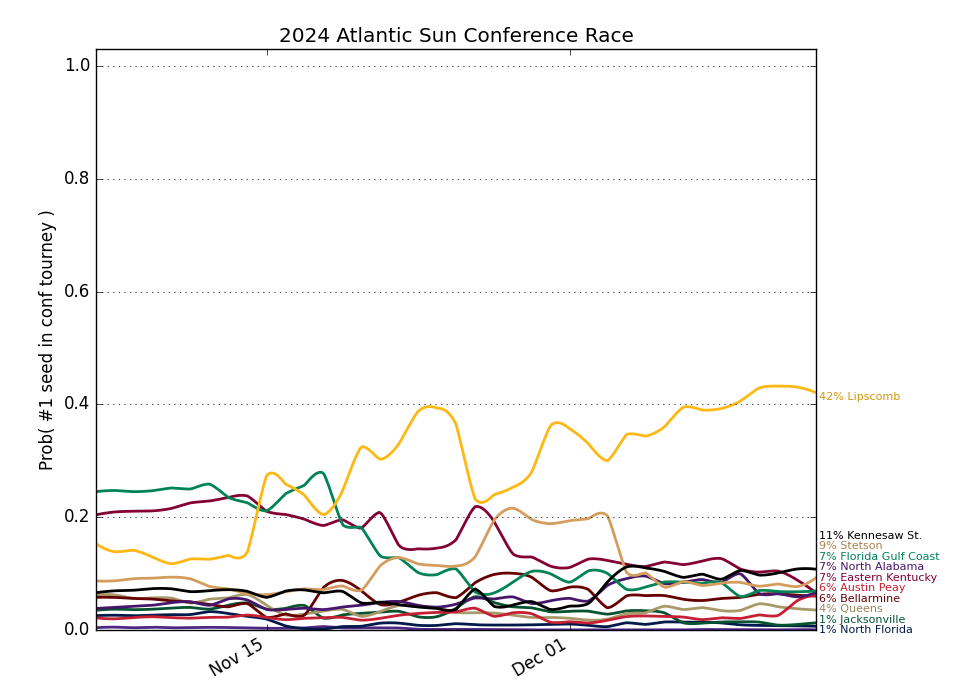 2024 Atlantic Sun Conference Race
Prob( #1 seed in conf tourney )
1.0
0.8
0.6
0.4
0.2
0.0
Nov 15
Dec 01
42% Lipscomb
11% Kennesaw St.
9% Stetson
7% Florida Gulf Coast
7% North Alabama
7% Eastern Kentucky
6% Austin Peay
6% Bellarmine
4% Queens
1% Jacksonville
1% North Florida